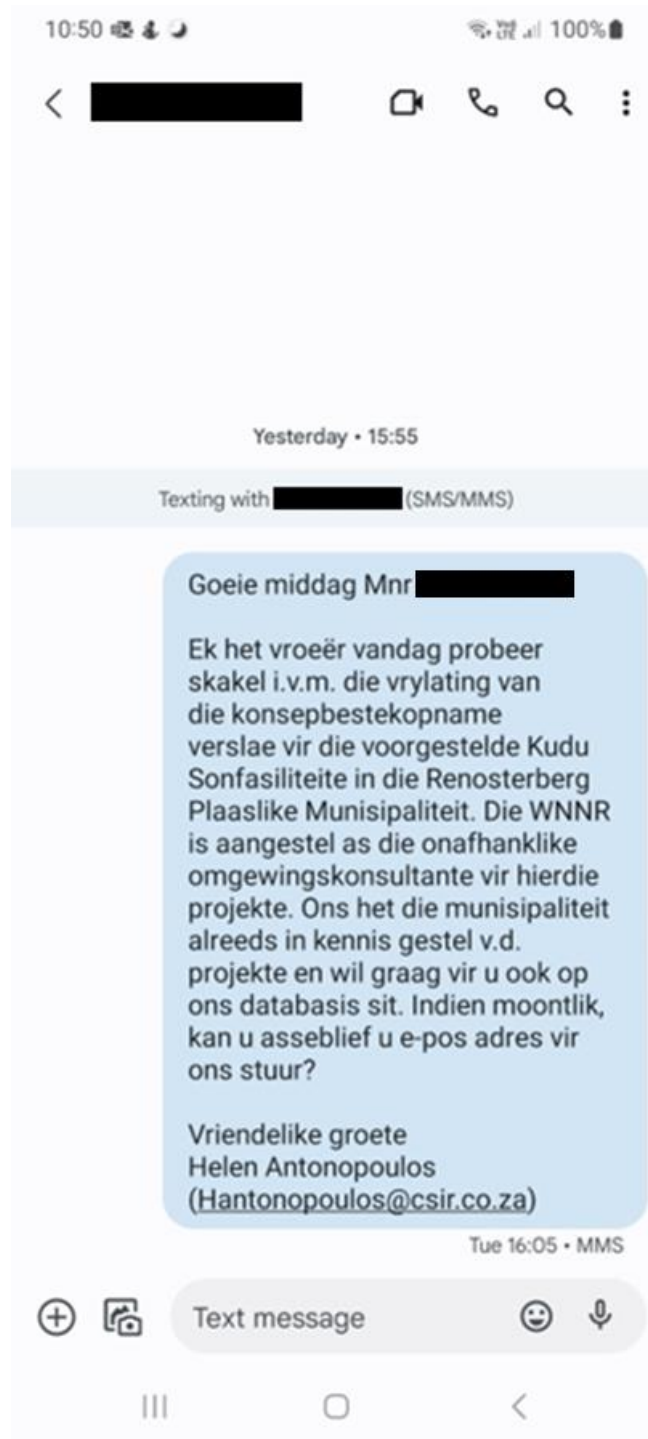 10:50
100%
Yesterday • 15:55
Texting with (SMS/MMS)
Goeie middag Mnr
Ek het vroeër vandag probeer
skakel i.v.m. die vrylating van
die konsepbestekopname
verslae vir die voorgestelde Kudu
Sonfasiliteite in die Renosterberg
Plaaslike Munisipaliteit. Die WNNR
is aangestel as die onafhanklike
omgewingskonsultante vir hierdie
projekte. Ons het die munisipaliteit
alreeds in kennis gestel v.d.
projekte en wil graag vir u ook op
ons databasis sit. Indien moontlik,
kan u asseblief u e-pos adres vir
ons stuur?
Vriendelike groete
Helen Antonopoulos
(Hantonopoulos@csir.co.za)
Tue 16:05 • MMS
Text message